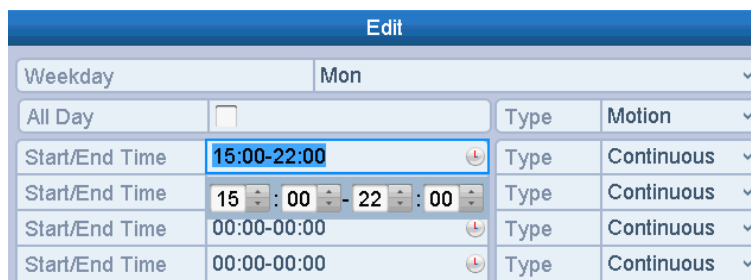 Edit
Weekday Mon
All Day Type Motion
Start/End Time 15:00-22:00 Type Continuous
Start/End Time 15 : 00 - 22 : 00 Type Continuous
Start/End Time 00:00-00:00 Type Continuous
Start/End Time 00:00-00:00 Type Continuous